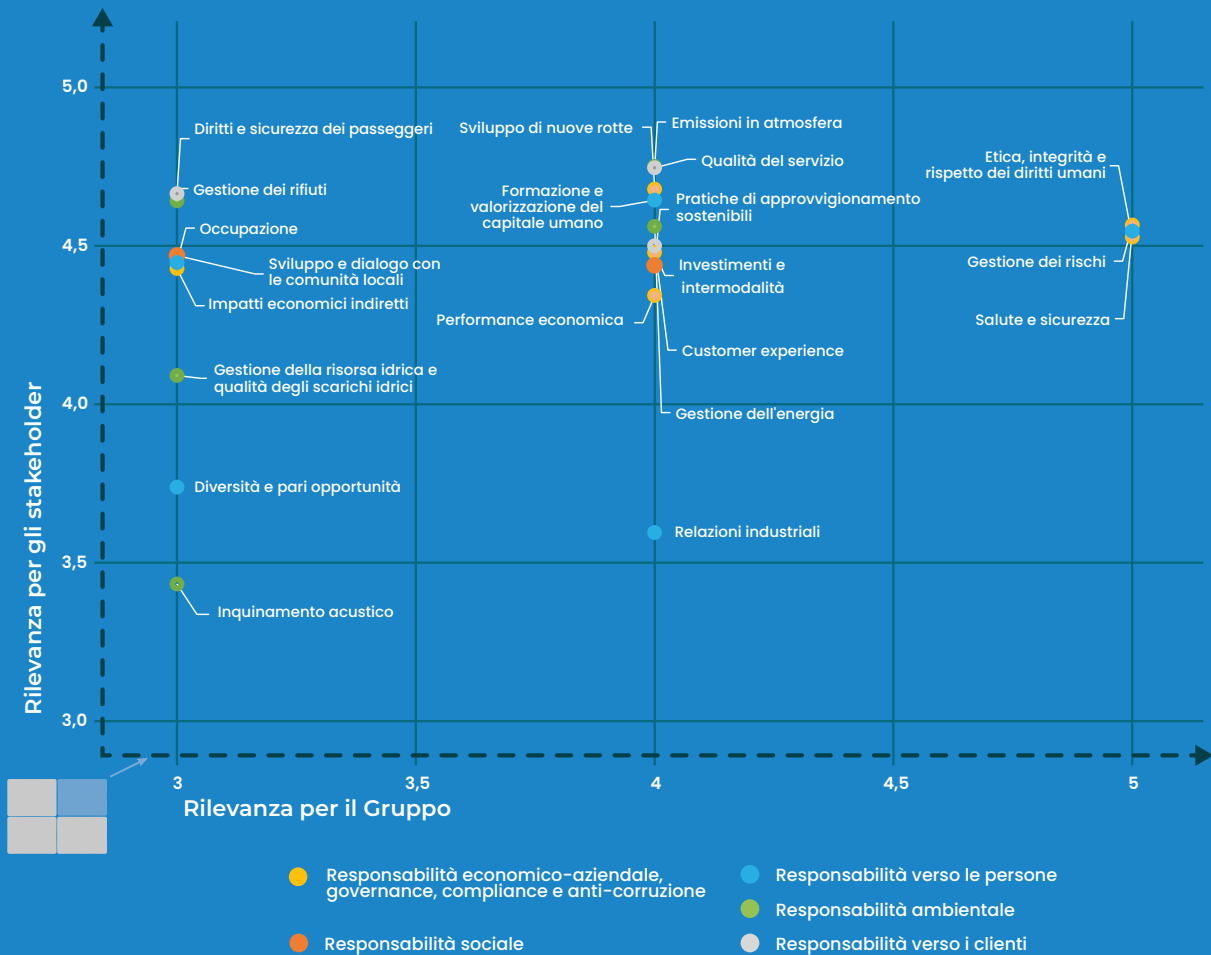 5,0
Diritti e sicurezza dei passeggeri
Sviluppo di nuove rotte
Emissioni in atmosfera
Qualità del servizio
Etica, integrità e
rispetto dei diritti umani
Gestione dei rifiuti
Formazione e
valorizzazione del
capitale umano
Pratiche di approvvigionamento
sostenibili
Occupazione
4,5
Sviluppo e dialogo con
le comunità locali
Investimenti e
intermodalità
Gestione dei rischi
Impatti economici indiretti
Performance economica
Salute e sicurezza
Customer experience
Gestione della risorsa idrica e
qualità degli scarichi idrici
4,0
Gestione dell'energia
Diversità e pari opportunità
Relazioni industriali
3,5
Inquinamento acustico
3,0
Rilevanza per gli stakeholder
3
3,5
4
4,5
5
Rilevanza per il Gruppo
Responsabilità economico-aziendale,
governance, compliance e anti-corruzione
Responsabilità sociale
Responsabilità verso le persone
Responsabilità ambientale
Responsabilità verso i clienti